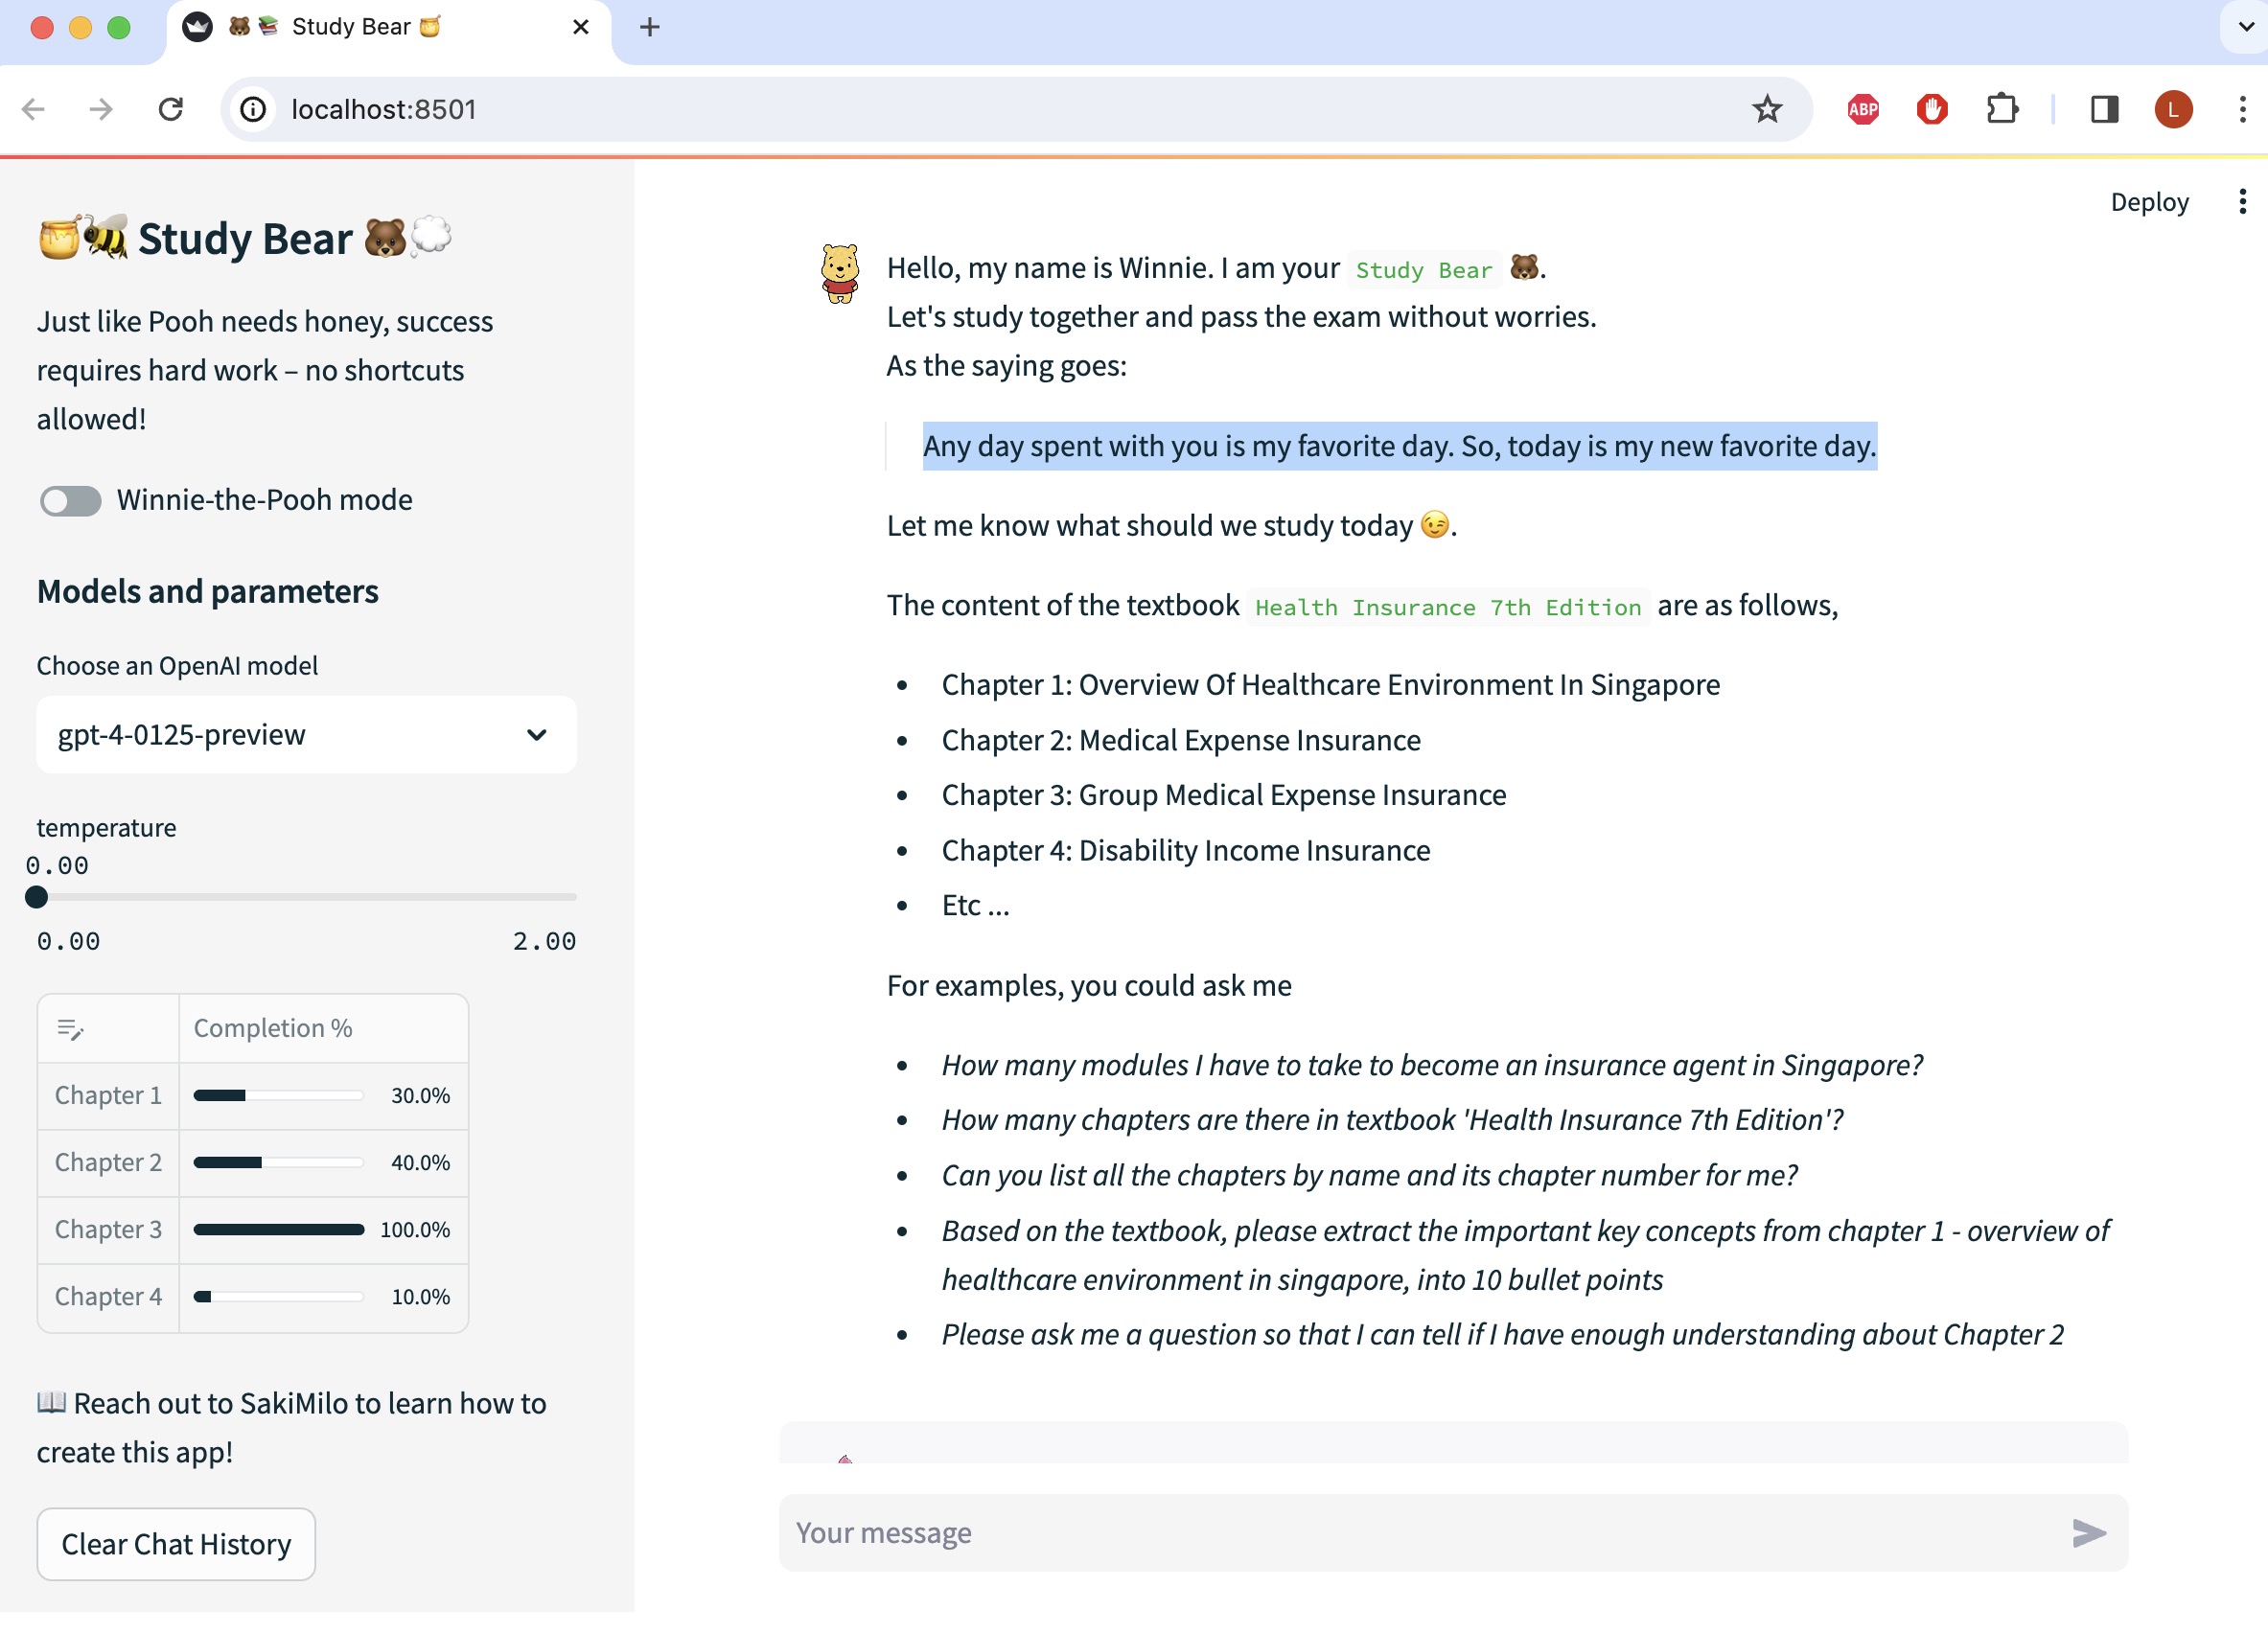 🐻📚 Study Bear 🍯
localhost:8501
ABP
L
Deploy
🍯🐝 Study Bear 🐻💭
Just like Pooh needs honey, success
requires hard work – no shortcuts
allowed!
Winnie-the-Pooh mode
Models and parameters
Choose an OpenAI model
gpt-4-0125-preview
temperature
0.00
0.00 2.00
Completion %
Chapter 1 30.0%
Chapter 2 40.0%
Chapter 3 100.0%
Chapter 4 10.0%
📖 Reach out to SakiMilo to learn how to
create this app!
Clear Chat History
Hello, my name is Winnie. I am your Study Bear 🐻.
Let's study together and pass the exam without worries.
As the saying goes:
Any day spent with you is my favorite day. So, today is my new favorite day.
Let me know what should we study today 😉.
The content of the textbook Health Insurance 7th Edition are as follows,
• Chapter 1: Overview Of Healthcare Environment In Singapore
• Chapter 2: Medical Expense Insurance
• Chapter 3: Group Medical Expense Insurance
• Chapter 4: Disability Income Insurance
• Etc ...
For examples, you could ask me
• How many modules I have to take to become an insurance agent in Singapore?
• How many chapters are there in textbook 'Health Insurance 7th Edition'?
• Can you list all the chapters by name and its chapter number for me?
• Based on the textbook, please extract the important key concepts from chapter 1 - overview of
healthcare environment in singapore, into 10 bullet points
• Please ask me a question so that I can tell if I have enough understanding about Chapter 2
Your message